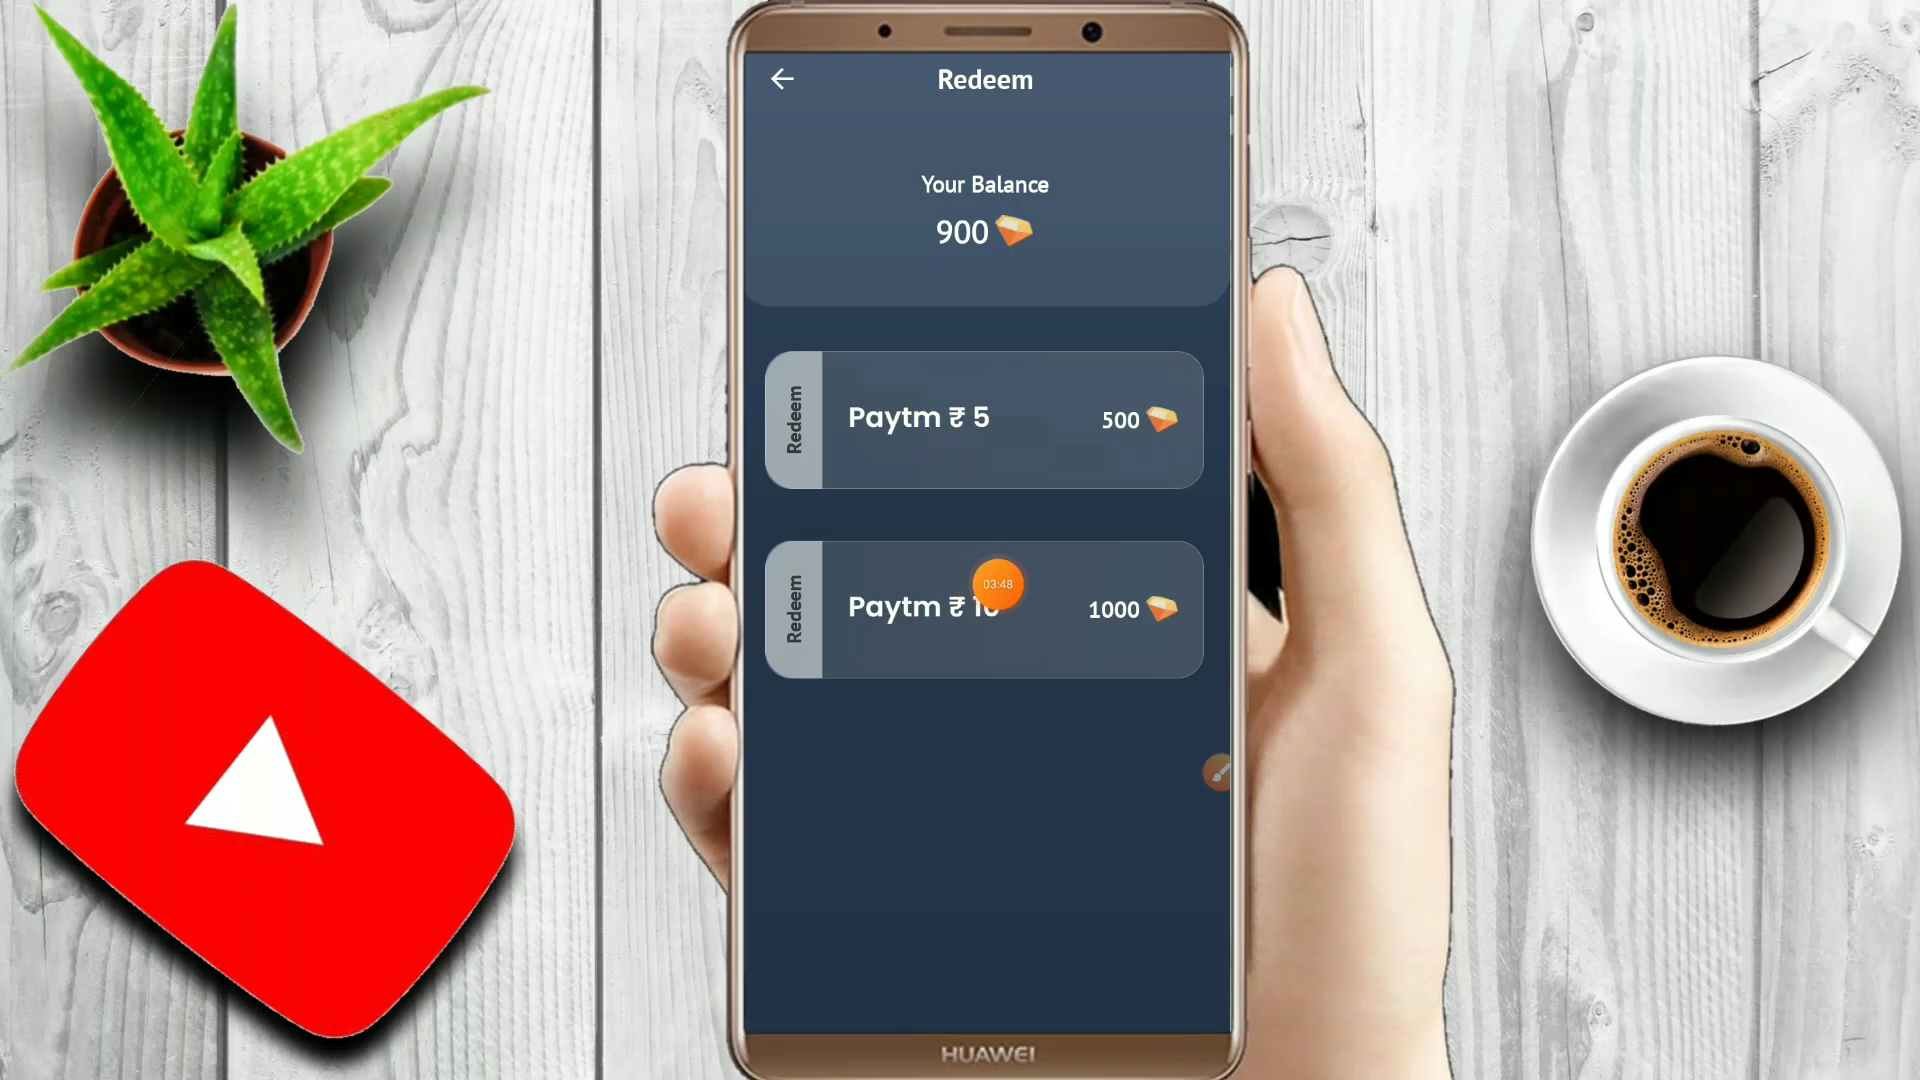 Redeem
Your Balance
900
Redeem
Paytm ₹ 5
500
Redeem
03:48
Paytm ₹ 10
1000
HUAWEI